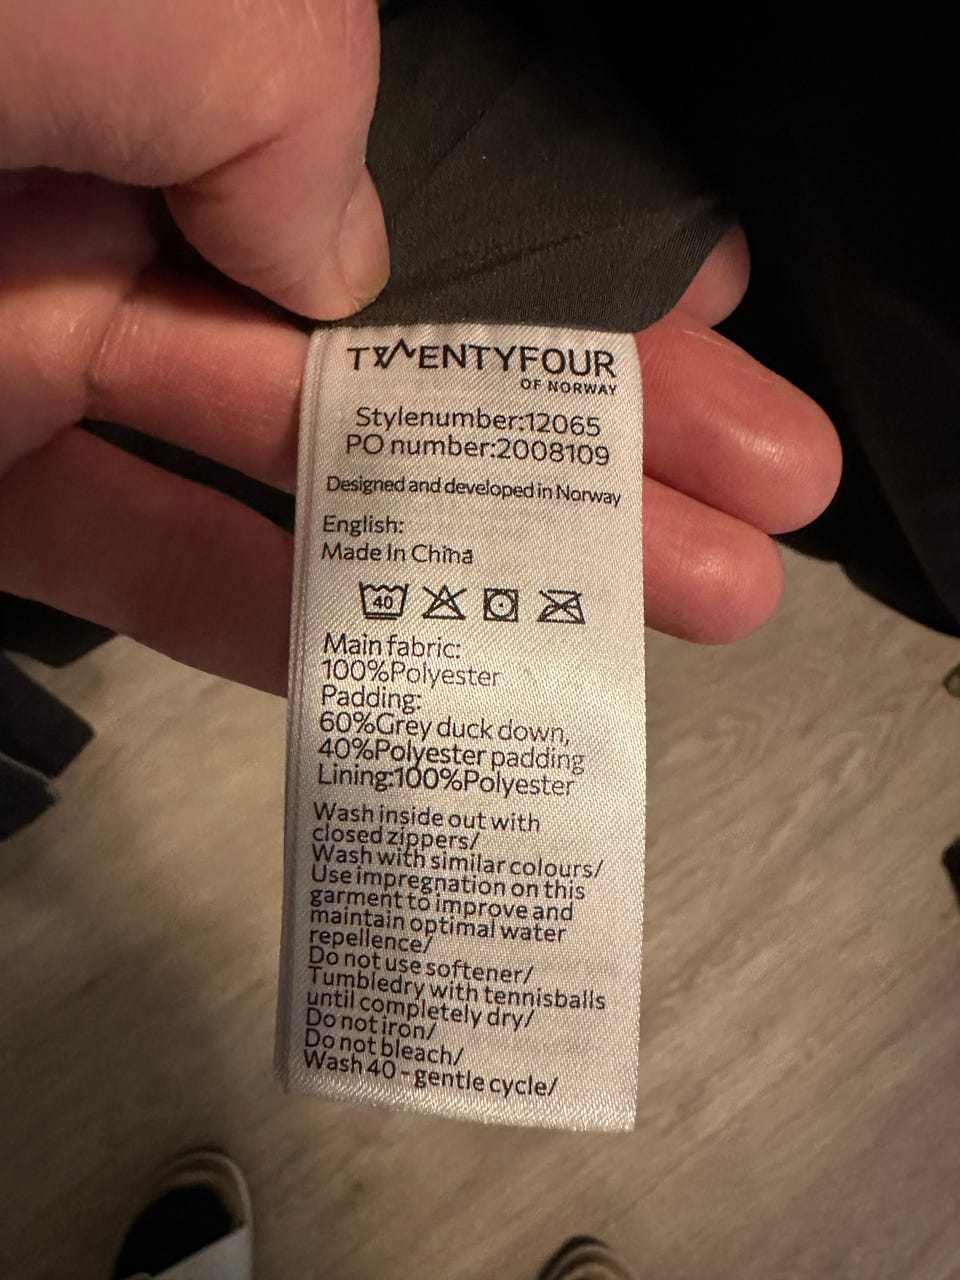 TWENTYFOUR
OF NORWAY
Stylenumber:12065
PO number:2008109
Designed and developed in Norway
English:
Made In China
40
Main fabric:
100%Polyester
Padding:
60%Grey duck down,
40%Polyester padding
Lining:100%Polyester
Wash inside out with
closed zippers/
Wash with similar colours/
Use impregnation on this
garment to improve and
maintain optimal water
repellence/
Do not use softener/
Tumbledry with tennisballs
until completely dry/
Do not iron/
Do not bleach/
Wash 40 - gentle cycle/